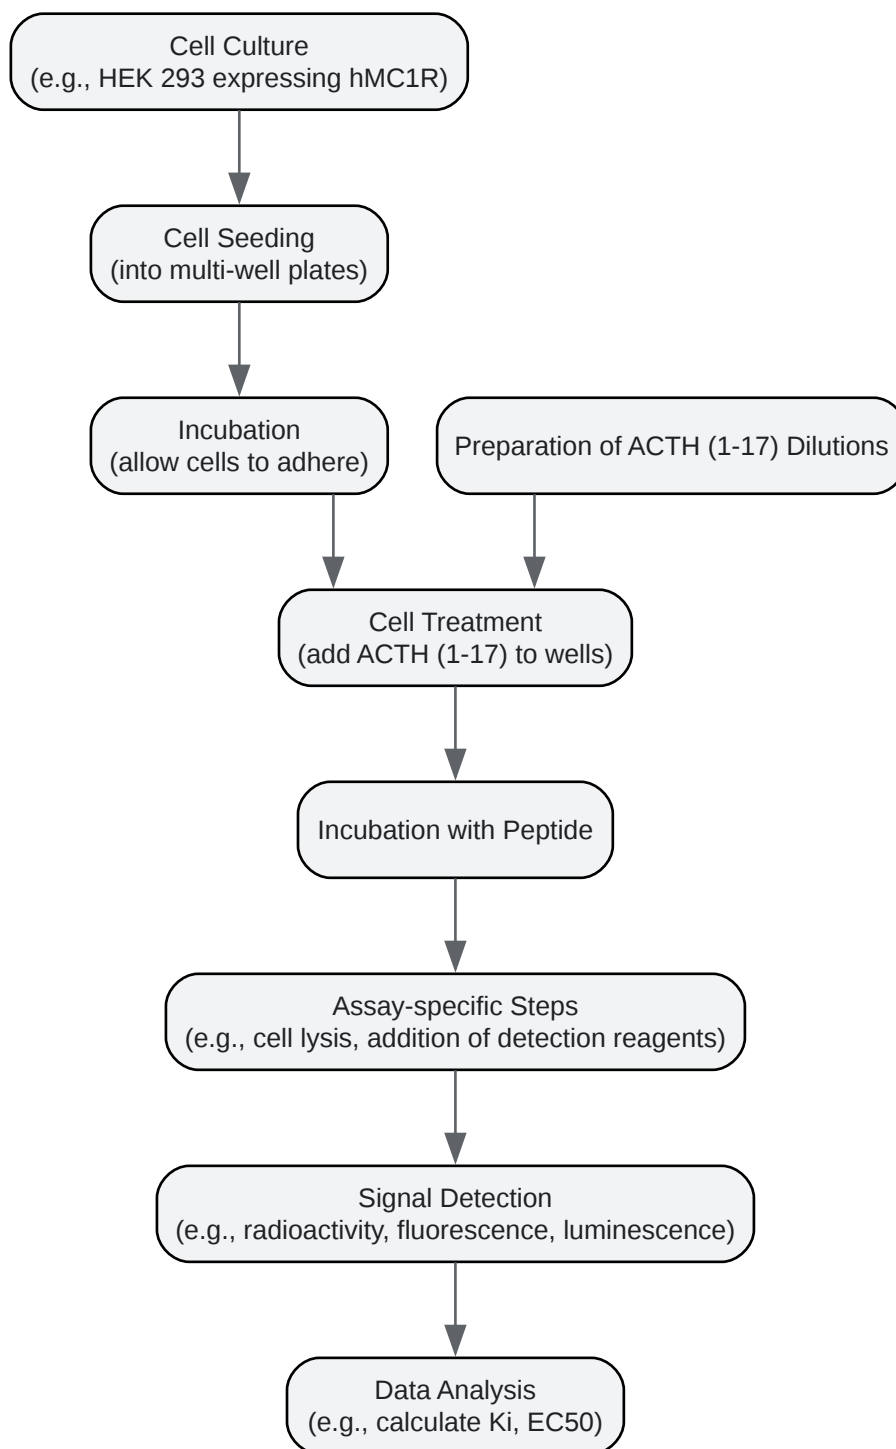 Cell Culture
(e.g., HEK 293 expressing hMC1R)
Cell Seeding
(into multi-well plates)
Incubation
(allow cells to adhere)
Preparation of ACTH (1-17) Dilutions
Cell Treatment
(add ACTH (1-17) to wells)
Incubation with Peptide
Assay-specific Steps
(e.g., cell lysis, addition of detection reagents)
Signal Detection
(e.g., radioactivity, fluorescence, luminescence)
Data Analysis
(e.g., calculate Ki, EC50)